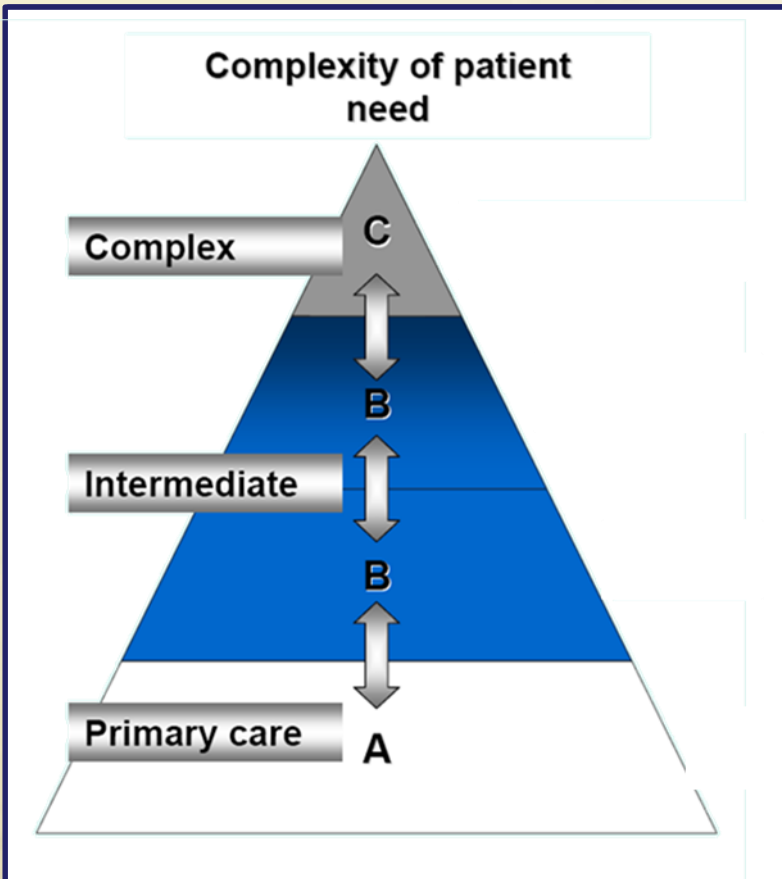 Complexity of patient
need
C
Complex
B
Intermediate
B
Primary care
A